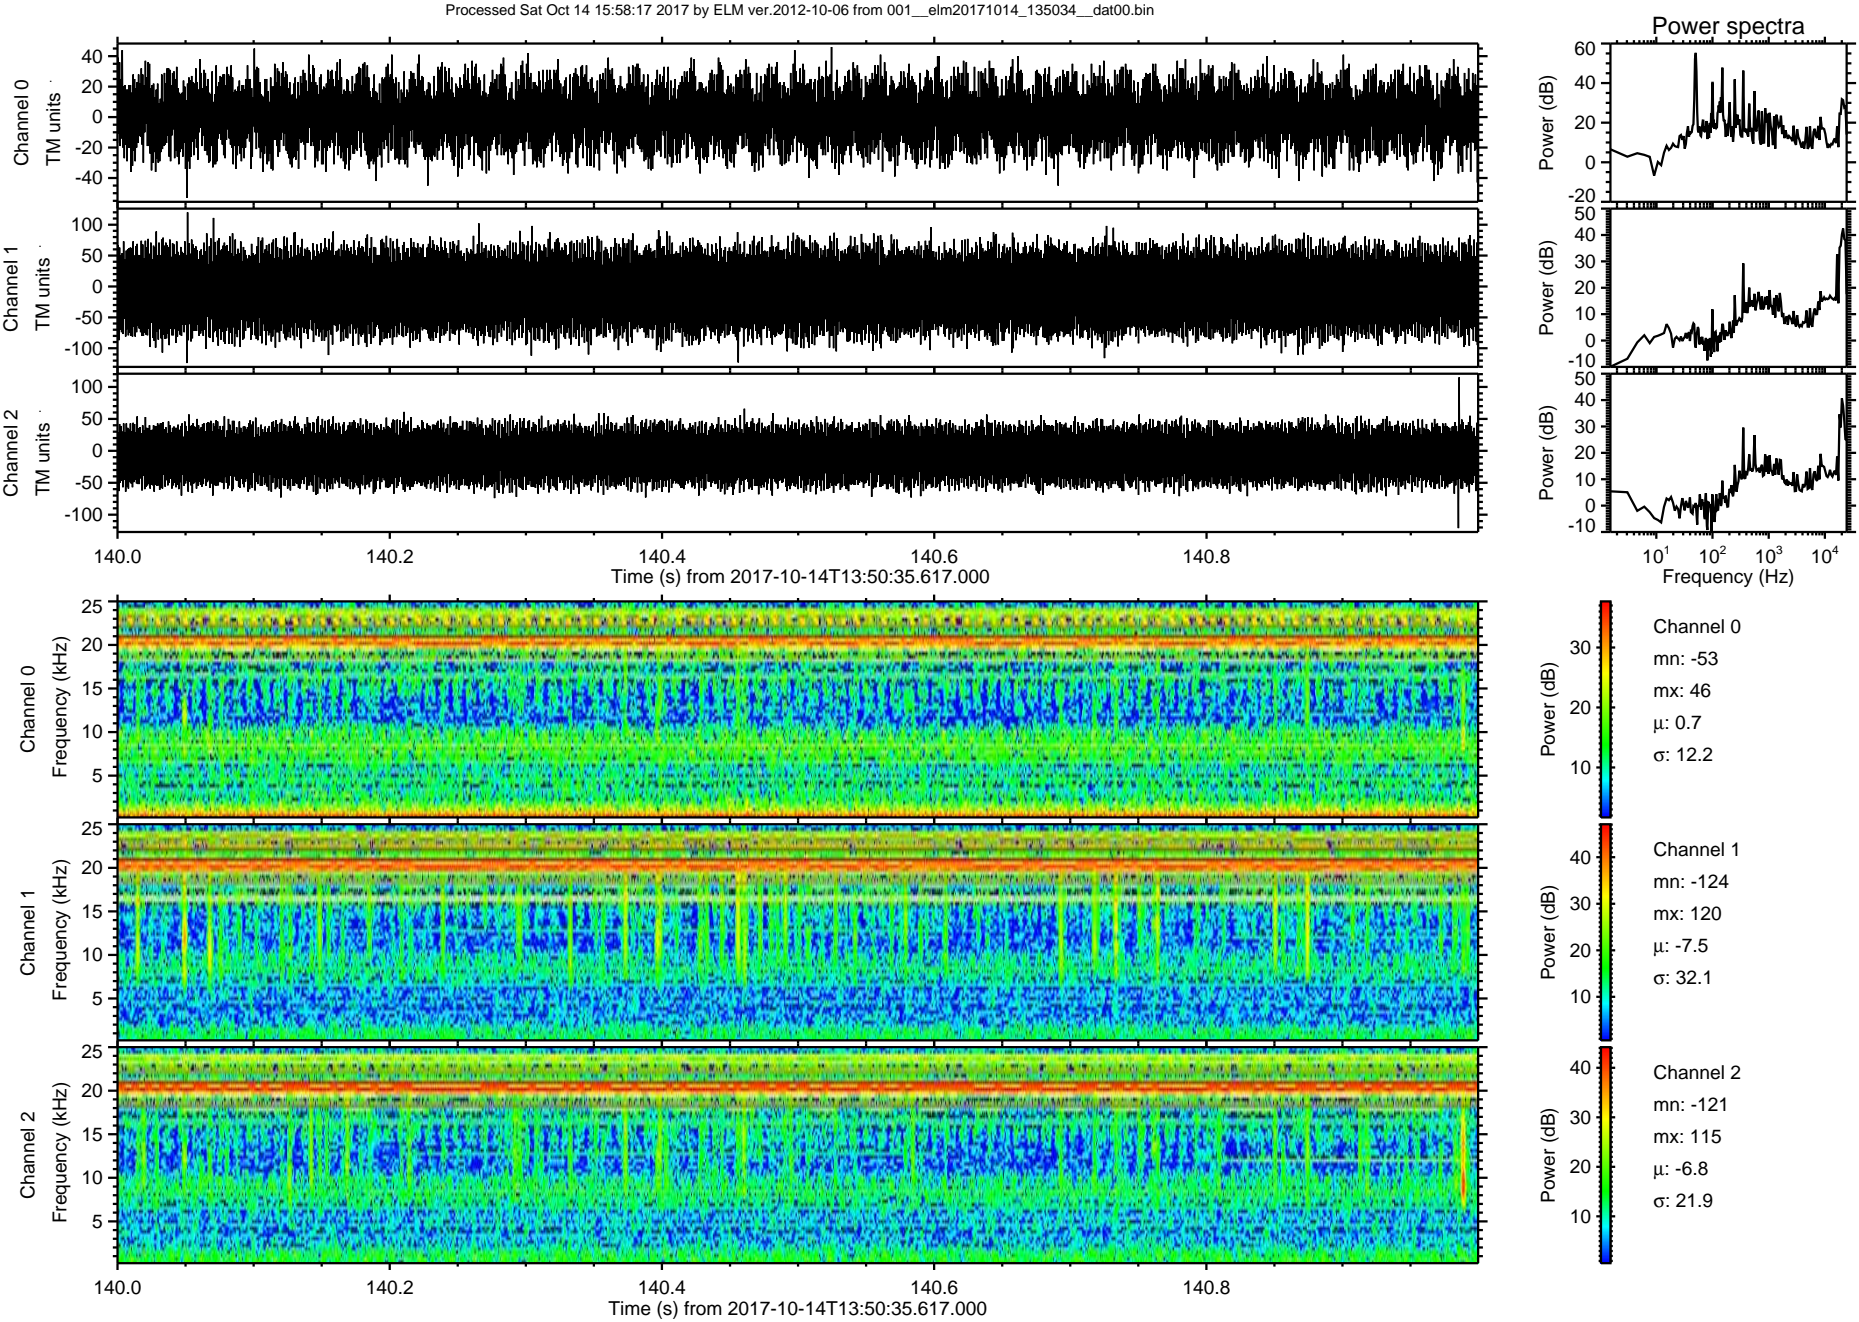 Processed Sat Oct 14 15:58:17 2017 by ELM ver.2012-10-06 from 001__elm20171014_135034__dat00.bin
Power spectra
Channel 0
TM units
40
20
0
-20
-40
Power (dB)
60
40
20
0
-20
Channel 1
TM units
100
50
0
-50
-100
Power (dB)
50
40
30
20
10
0
-10
Channel 2
TM units
100
50
0
-50
-100
Power (dB)
50
40
30
20
10
0
-10
140.0 140.2 140.4 140.6 140.8
Time (s) from 2017-10-14T13:50:35.617.000
10^1 10^2 10^3 10^4
Frequency (Hz)
Channel 0
Frequency (kHz)
25
20
15
10
5
Power (dB)
30
20
10
Channel 0
mn: -53
mx: 46
μ: 0.7
σ: 12.2
Channel 1
Frequency (kHz)
25
20
15
10
5
Power (dB)
40
30
20
10
Channel 1
mn: -124
mx: 120
μ: -7.5
σ: 32.1
Channel 2
Frequency (kHz)
25
20
15
10
5
Power (dB)
40
30
20
10
Channel 2
mn: -121
mx: 115
μ: -6.8
σ: 21.9
140.0 140.2 140.4 140.6 140.8
Time (s) from 2017-10-14T13:50:35.617.000